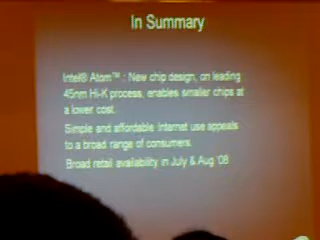 In Summary
Intel® Atom™ : New chip design, on leading
45nm Hi-K process, enables smaller chips at
a lower cost.
Simple and affordable Internet use appeals
to a broad range of consumers.
Broad retail availability in July & Aug '08